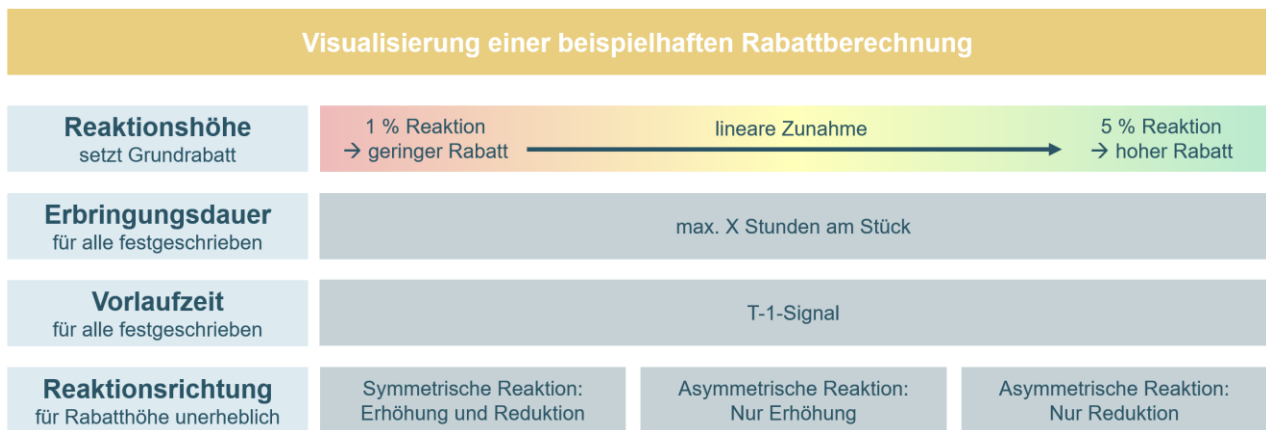 Visualisierung einer beispielhaften Rabattberechnung
Reaktionshöhe
setzt Grundrabatt
1 % Reaktion
→ geringer Rabatt
lineare Zunahme
5 % Reaktion
→ hoher Rabatt
Erbringungsdauer
für alle festgeschrieben
max. X Stunden am Stück
Vorlaufzeit
für alle festgeschrieben
T-1-Signal
Reaktionsrichtung
für Rabatthöhe unerheblich
Symmetrische Reaktion:
Erhöhung und Reduktion
Asymmetrische Reaktion:
Nur Erhöhung
Asymmetrische Reaktion:
Nur Reduktion